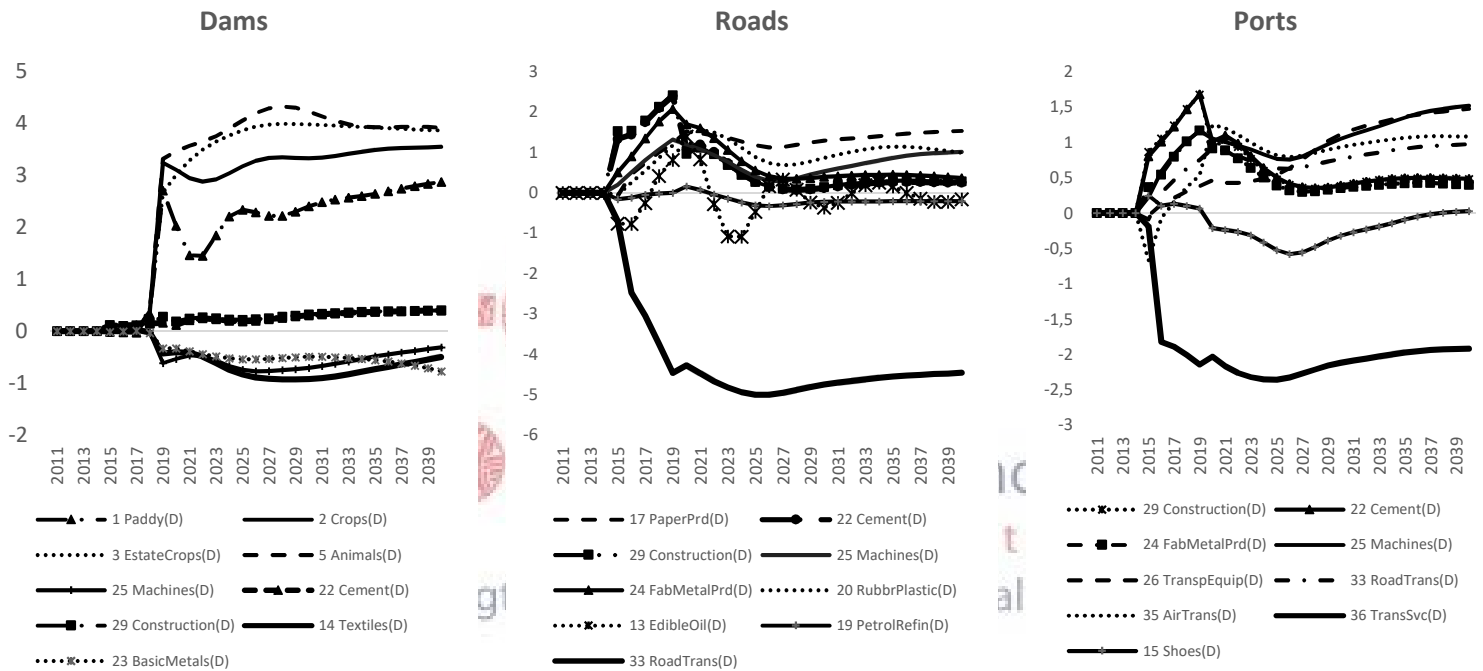 Dams
5
4
3
2
1
0
-1
-2
2011
2013
2015
2017
2019
2021
2023
2025
2027
2029
2031
2033
2035
2037
2039
1 Paddy(D)
2 Crops(D)
3 EstateCrops(D)
5 Animals(D)
25 Machines(D)
22 Cement(D)
29 Construction(D)
14 Textiles(D)
23 BasicMetals(D)
Roads
3
2
1
0
-1
-2
-3
-4
-5
-6
2011
2013
2015
2017
2019
2021
2023
2025
2027
2029
2031
2033
2035
2037
2039
17 PaperPrd(D)
22 Cement(D)
29 Construction(D)
25 Machines(D)
24 FabMetalPrd(D)
20 RubbrPlastic(D)
13 EdibleOil(D)
19 PetrolRefin(D)
33 RoadTrans(D)
Ports
2
1,5
1
0,5
0
-0,5
-1
-1,5
-2
-2,5
-3
2011
2013
2015
2017
2019
2021
2023
2025
2027
2029
2031
2033
2035
2037
2039
29 Construction(D)
22 Cement(D)
24 FabMetalPrd(D)
25 Machines(D)
26 TranspEquip(D)
33 RoadTrans(D)
35 AirTrans(D)
36 TransSvc(D)
15 Shoes(D)